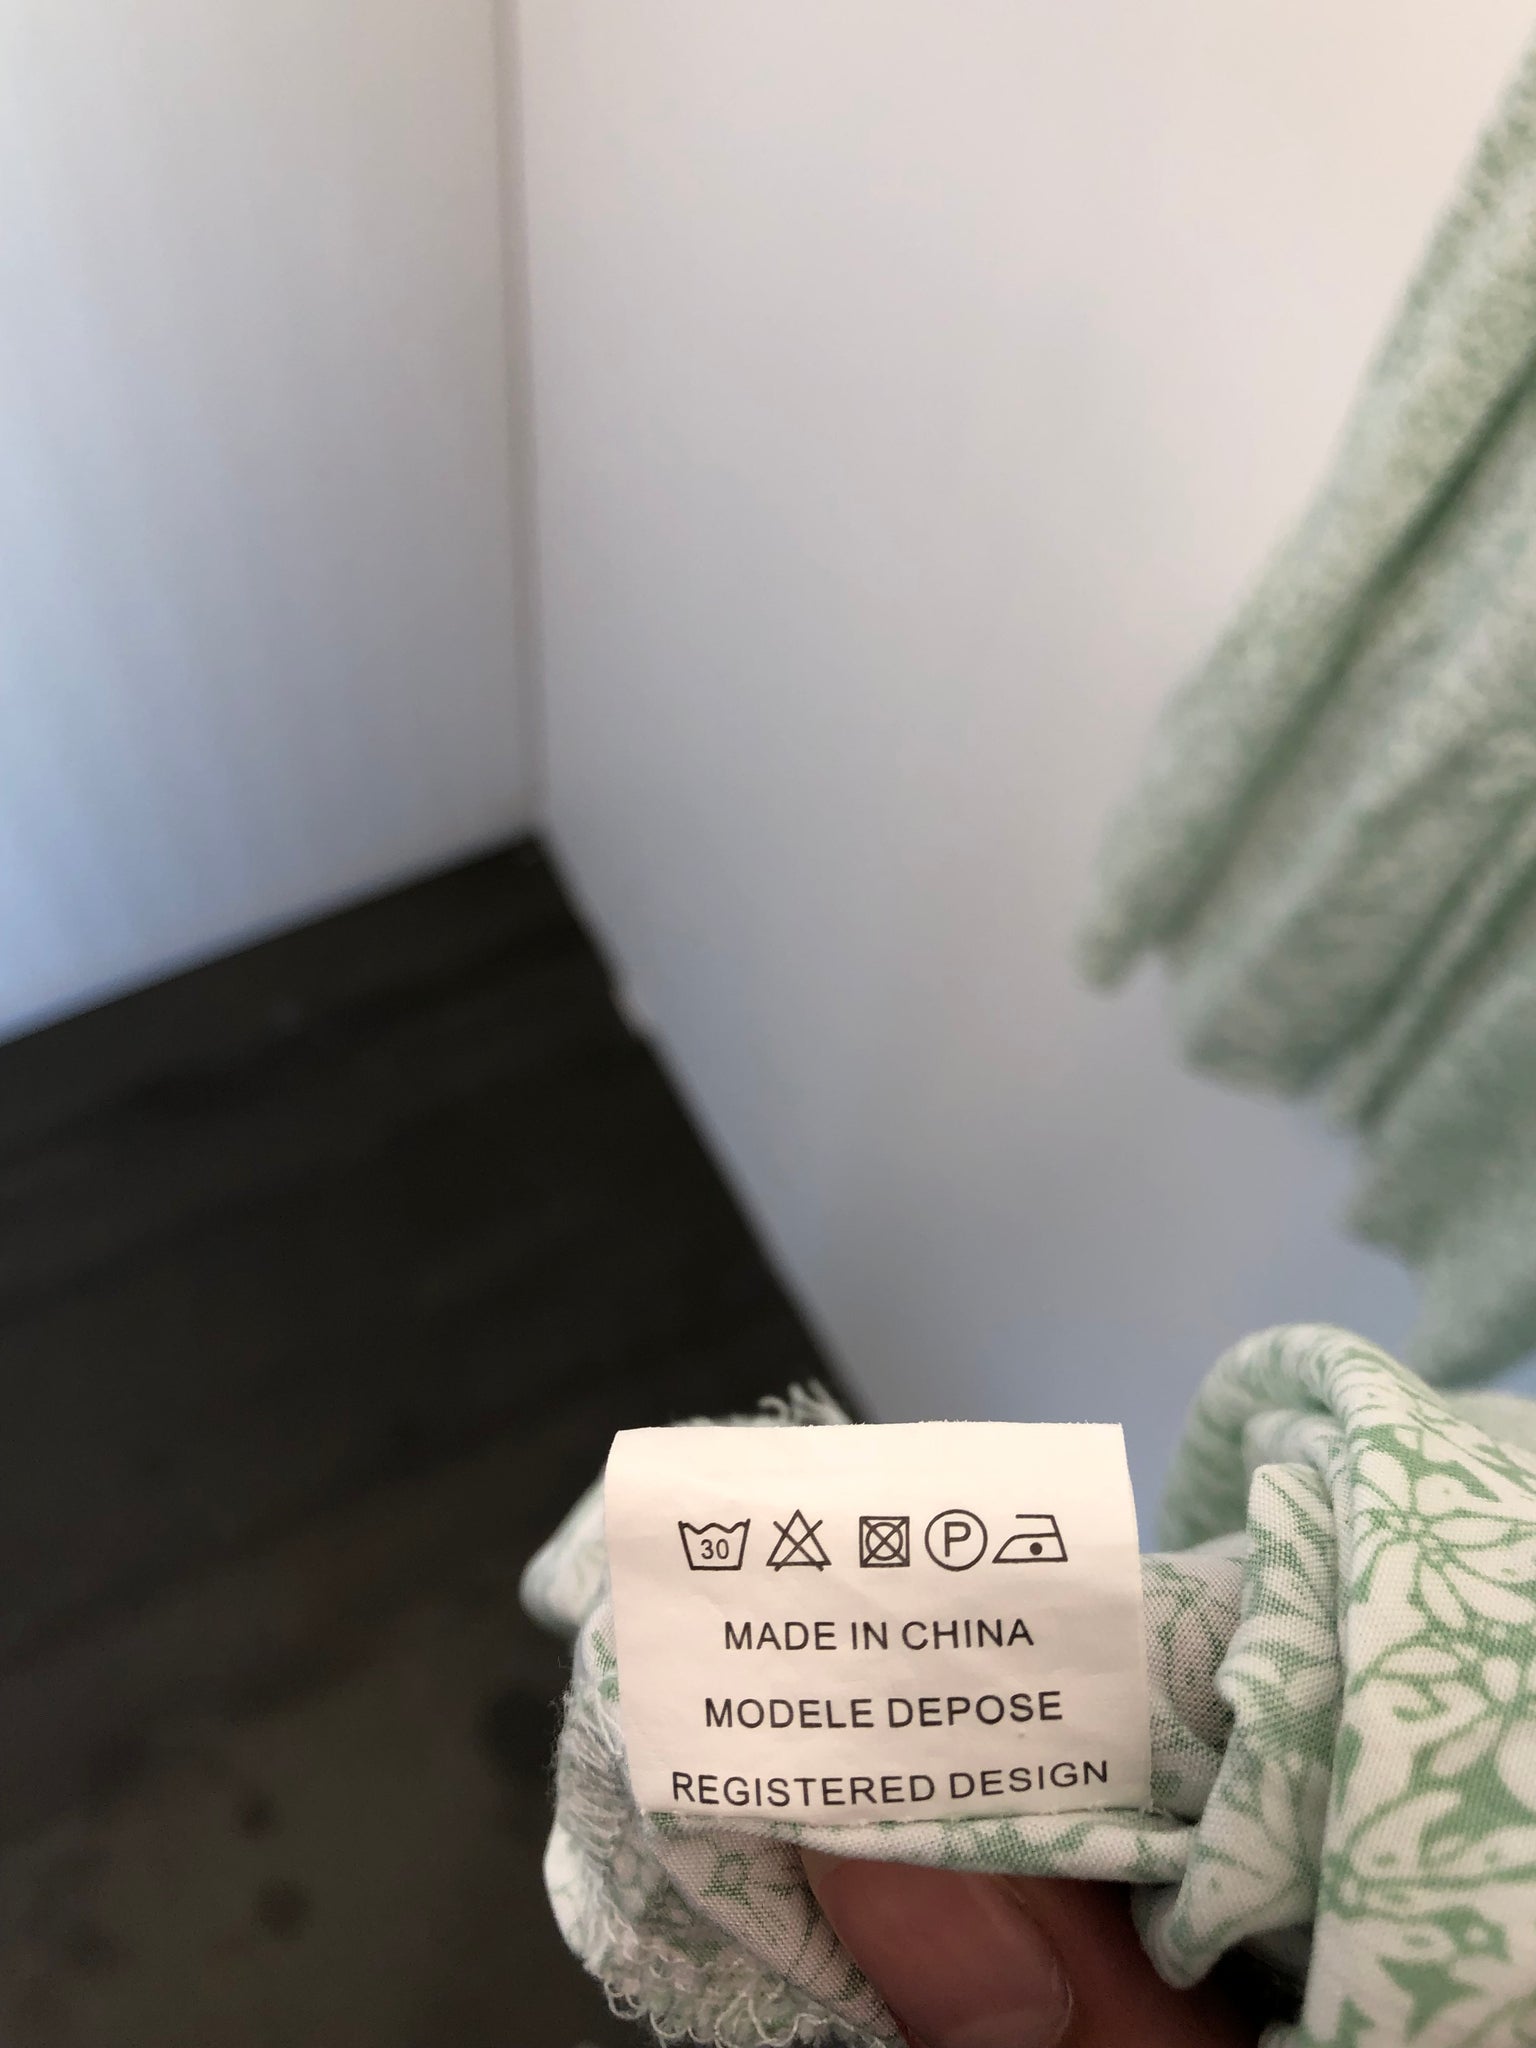 30 P
MADE IN CHINA
MODELE DEPOSE
REGISTERED DESIGN